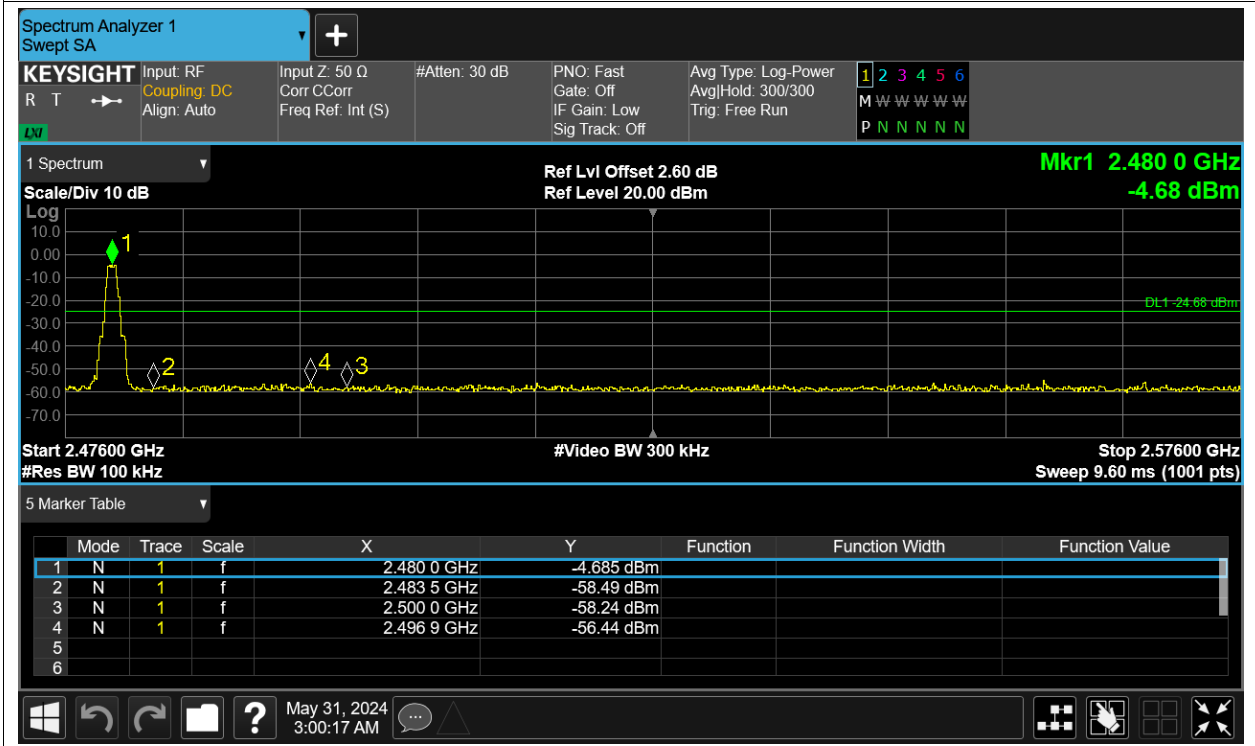 Spectrum Analyzer 1
Swept SA
+
KEYSIGHT
R T
LXI
Input: RF
Coupling: DC
Align: Auto
Input Z: 50 Ω
Corr CCorr
Freq Ref: Int (S)
#Atten: 30 dB
PNO: Fast
Gate: Off
IF Gain: Low
Sig Track: Off
Avg Type: Log-Power
Avg|Hold: 300/300
Trig: Free Run
1 2 3 4 5 6
M W W W W W
P N N N N N
1 Spectrum
Scale/Div 10 dB
Ref Lvl Offset 2.60 dB
Ref Level 20.00 dBm
Mkr1 2.480 0 GHz
-4.68 dBm
Log
10.0
0.00
-10.0
-20.0
-30.0
-40.0
-50.0
-60.0
-70.0
1
2
4
3
DL1 -24.68 dBm
Start 2.47600 GHz
#Video BW 300 kHz
Stop 2.57600 GHz
#Res BW 100 kHz
Sweep 9.60 ms (1001 pts)
5 Marker Table
Mode Trace Scale X Y Function Function Width Function Value
1 N 1 f 2.480 0 GHz -4.685 dBm
2 N 1 f 2.483 5 GHz -58.49 dBm
3 N 1 f 2.500 0 GHz -58.24 dBm
4 N 1 f 2.496 9 GHz -56.44 dBm
5
6
?
May 31, 2024
3:00:17 AM